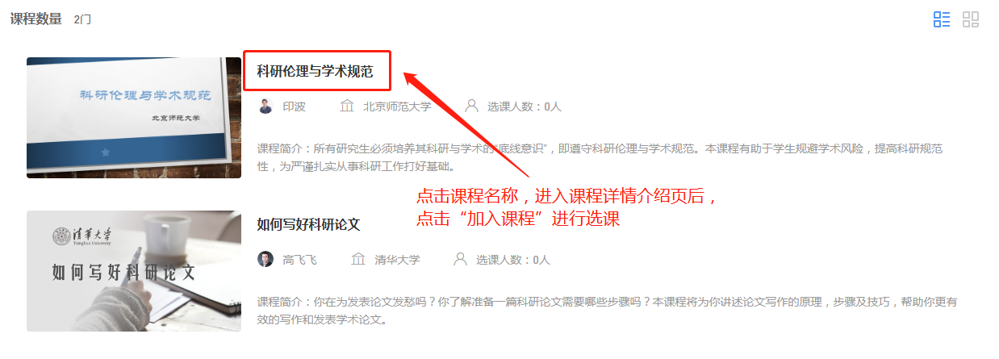 课程数量 2门
科研伦理与学术规范
北京师范大学
科研伦理与学术规范
印波 北京师范大学 选课人数：0人
课程简介：所有研究生必须培养其科研与学术的“底线意识”，即遵守科研伦理与学术规范。本课程有助于学生规避学术风险，提高科研规范
性，为严谨扎实从事科研工作打好基础。
点击课程名称，进入课程详情介绍页后，
点击“加入课程”进行选课
清华大学
Tsinghua University
如何写好科研论文
如何写好科研论文
高飞飞 清华大学 选课人数：0人
课程简介：你在为发表论文发愁吗？你了解准备一篇科研论文需要哪些步骤吗？本课程将为你讲述论文写作的原理，步骤及技巧，帮助你更有
效的写作和发表学术论文。